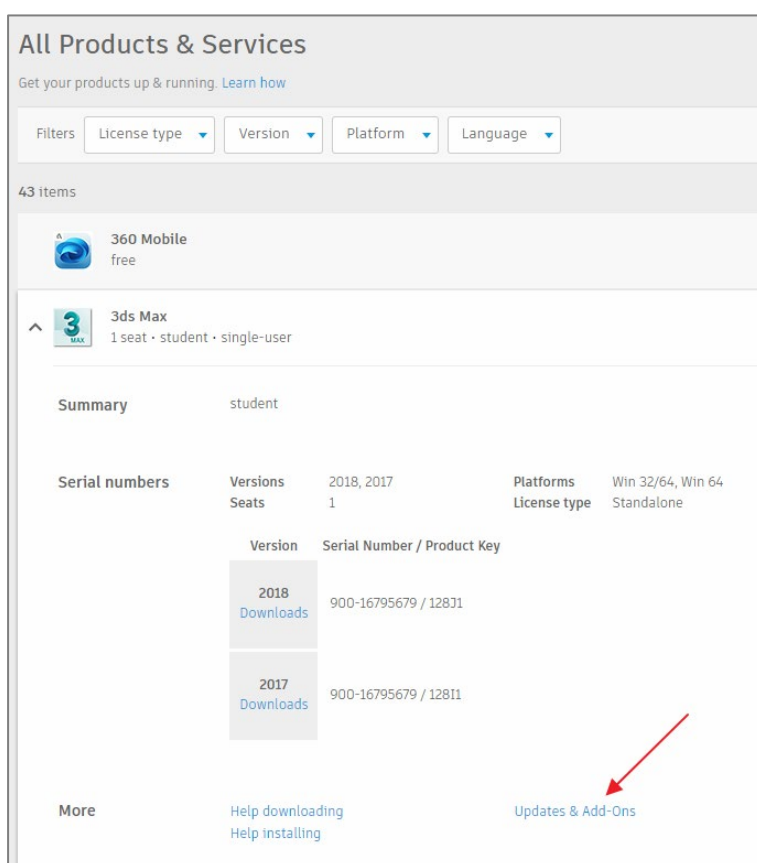 All Products & Services
Get your products up & running. Learn how
Filters License type Version Platform Language
43 items
360 Mobile
free
3 MAX
3ds Max
1 seat • student • single-user
Summary student
Serial numbers Versions 2018, 2017 Platforms Win 32/64, Win 64
Seats 1 License type Standalone
Version Serial Number / Product Key
2018
Downloads 900-16795679 / 128J1
2017
Downloads 900-16795679 / 128I1
More Help downloading Updates & Add-Ons
Help installing